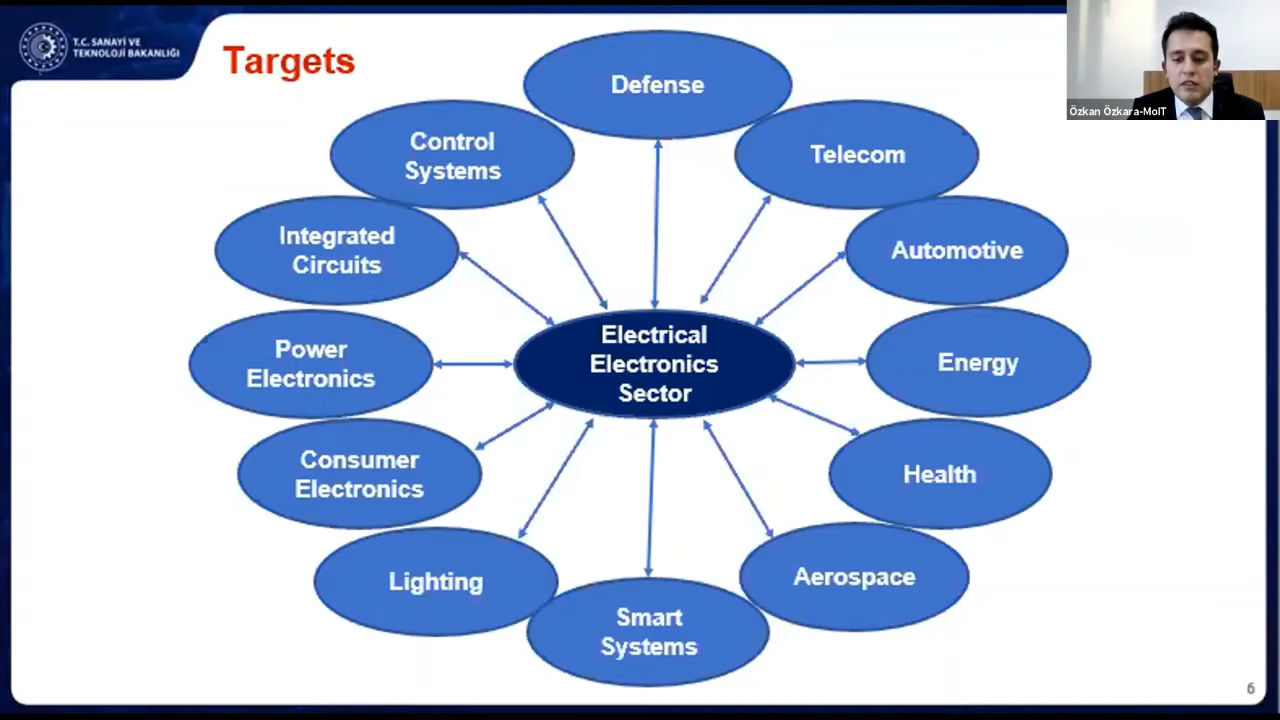 T.C. SANAYİ VE
TEKNOLOJİ BAKANLIĞI
Targets
Özkan Özkara-MoIT
Defense
Control
Systems
Telecom
Integrated
Circuits
Automotive
Electrical
Electronics
Sector
Power
Electronics
Energy
Consumer
Electronics
Health
Lighting
Aerospace
Smart
Systems
6